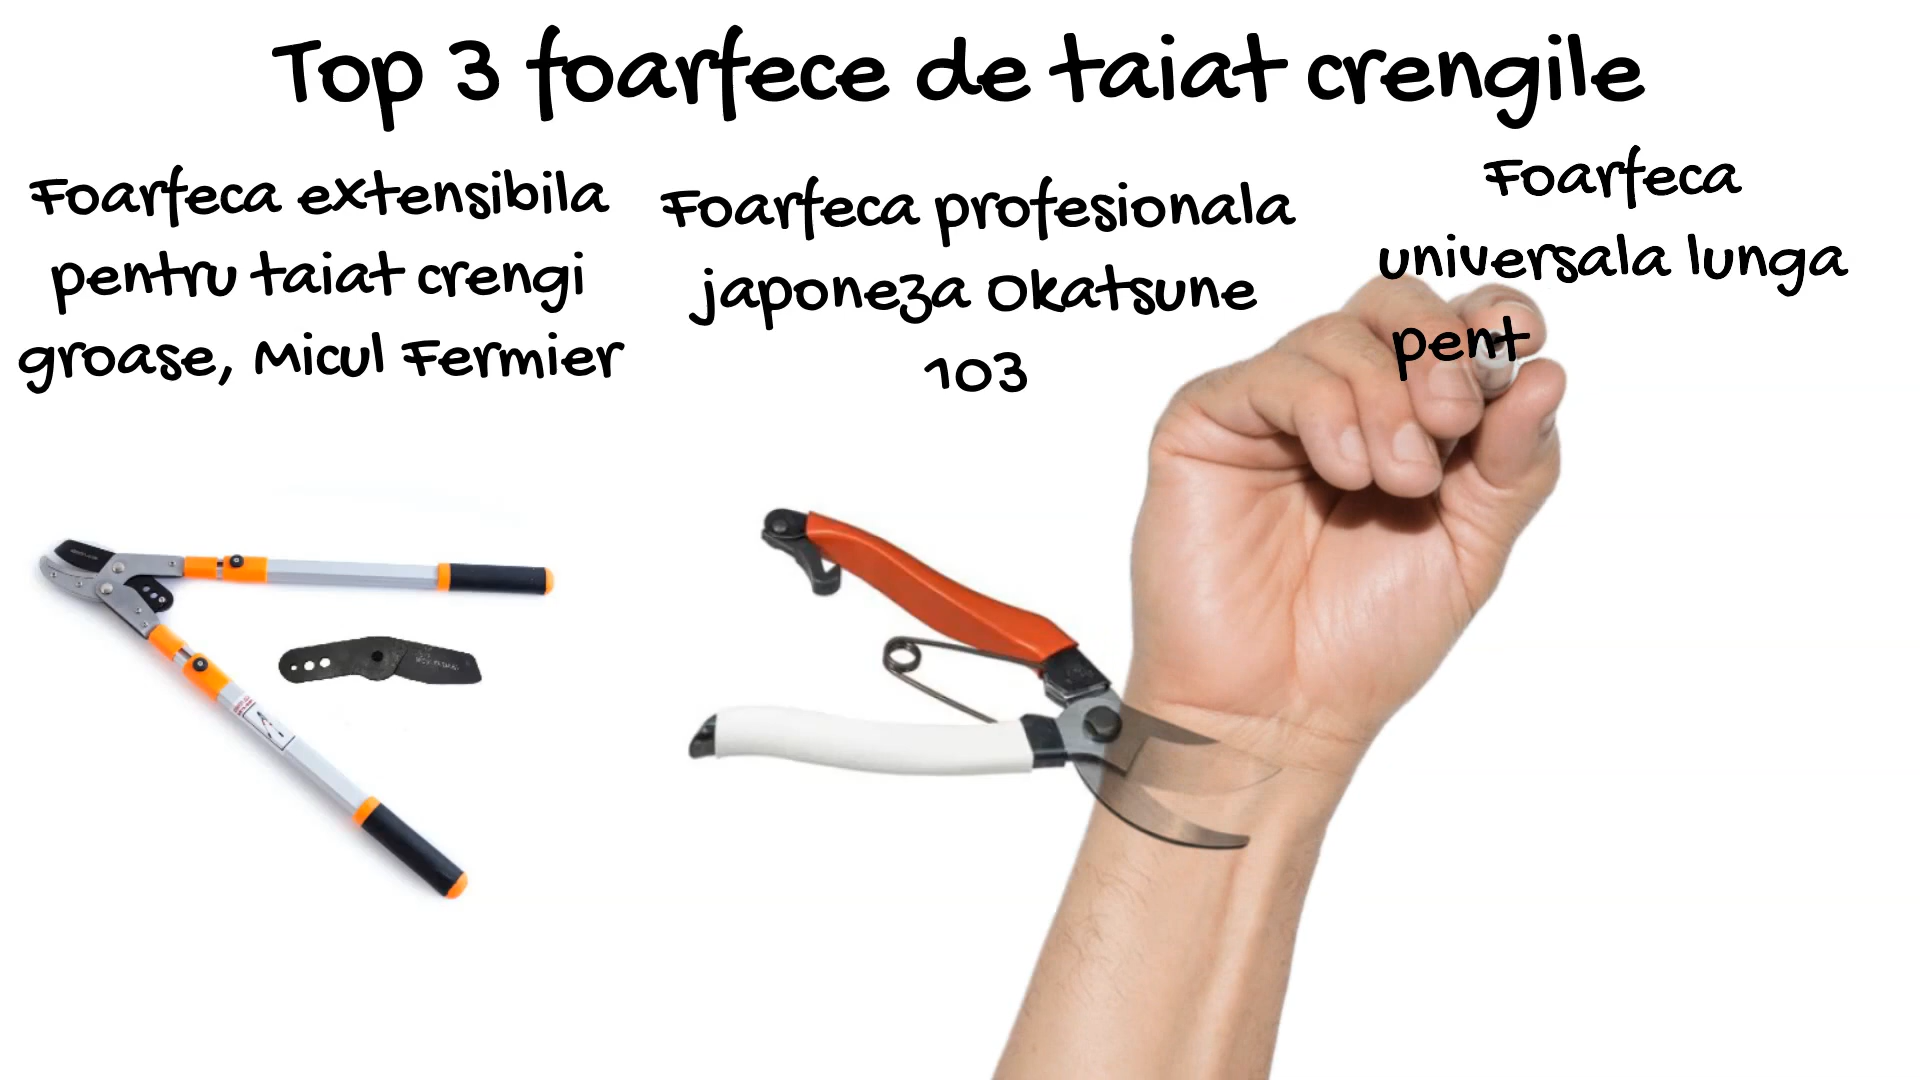 Top 3 foarfece de taiat crengile
Foarfeca extensibila
pentru taiat crengi
groase, Micul Fermier
Foarfeca profesionala
japoneza Okatsune
103
Foarfeca
universala lunga
pent